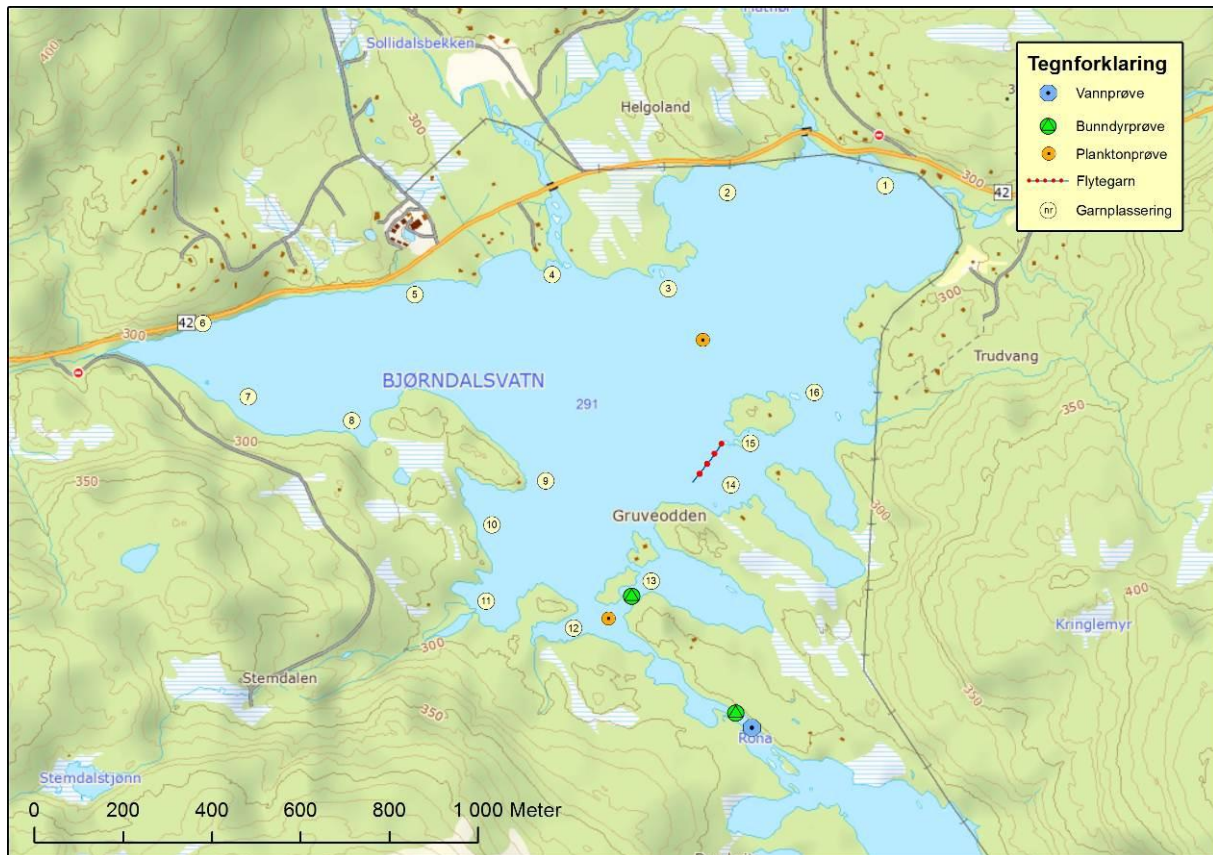 400
Sollidalsbekken
300
Helgoland
Tegnforklaring
Vannprøve
Bunndyrprøve
Planktonprøve
Flytegarn
nr Garnplassering
300
42
1
2
3
4
5
6
42
300
300
Trudvang
BJØRNDALSVATN
291
7
8
16
350
300
15
350
9
14
Gruveodden
300
10
13
400
11
12
Kringlemyr
300
Stemdalen
350
350
Rona
Stemdalstjønn
0 200 400 600 800 1 000 Meter